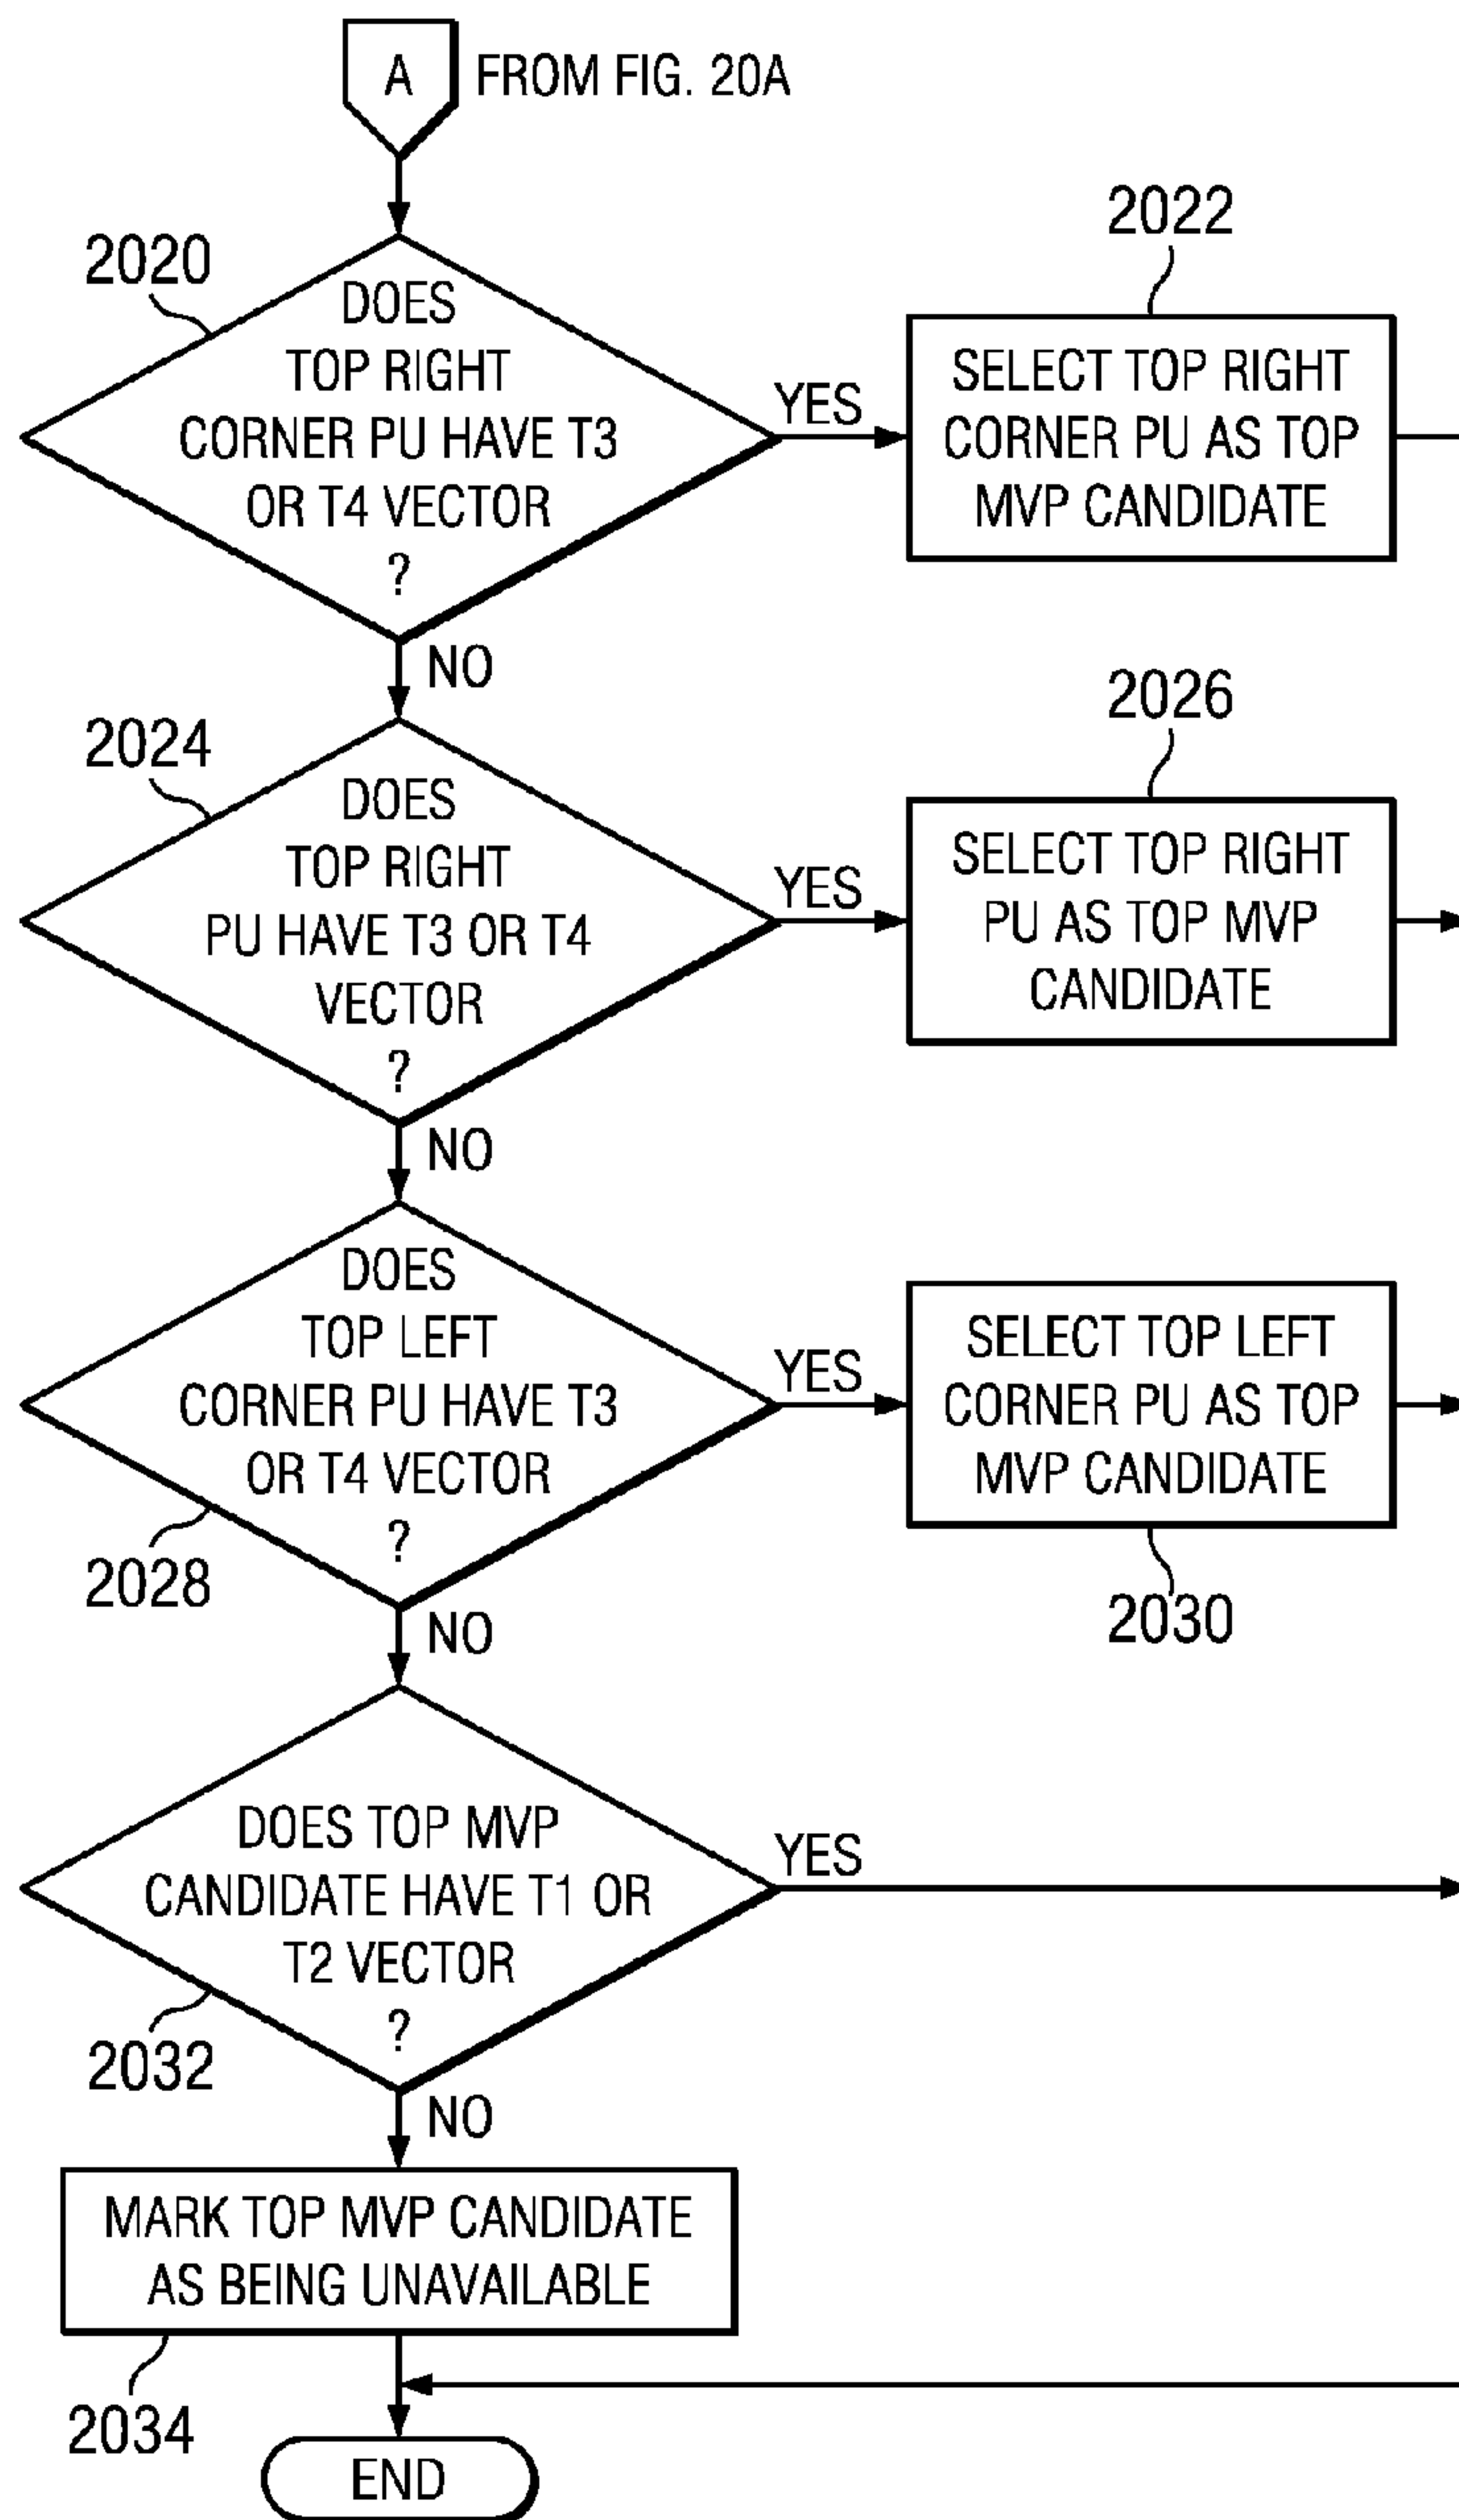 A
FROM FIG. 20A
2020
DOES
TOP RIGHT
CORNER PU HAVE T3
OR T4 VECTOR
?
YES
2022
SELECT TOP RIGHT
CORNER PU AS TOP
MVP CANDIDATE
NO
2024
DOES
TOP RIGHT
PU HAVE T3 OR T4
VECTOR
?
YES
2026
SELECT TOP RIGHT
PU AS TOP MVP
CANDIDATE
NO
DOES
TOP LEFT
CORNER PU HAVE T3
OR T4 VECTOR
?
2028
YES
SELECT TOP LEFT
CORNER PU AS TOP
MVP CANDIDATE
2030
NO
DOES TOP MVP
CANDIDATE HAVE T1 OR
T2 VECTOR
?
2032
YES
NO
MARK TOP MVP CANDIDATE
AS BEING UNAVAILABLE
2034
END